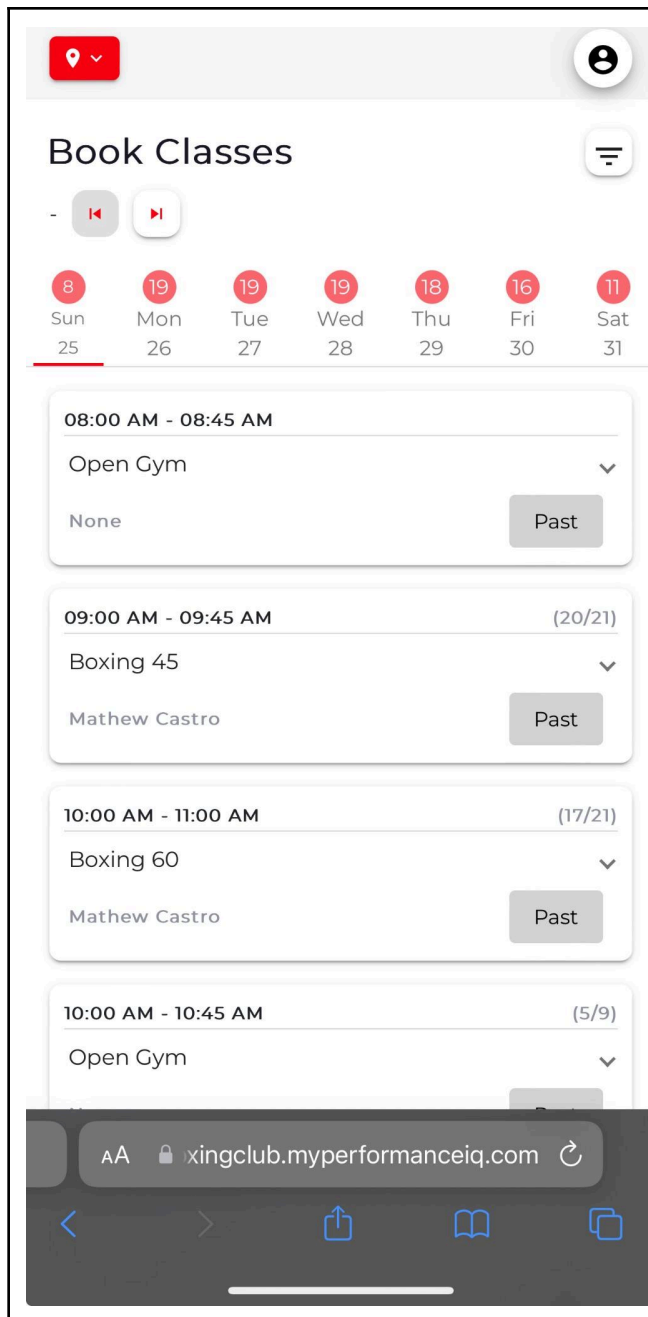 Book Classes
-
8 19 19 19 18 16 11
Sun Mon Tue Wed Thu Fri Sat
25 26 27 28 29 30 31
08:00 AM - 08:45 AM
Open Gym
None Past
09:00 AM - 09:45 AM (20/21)
Boxing 45
Mathew Castro Past
10:00 AM - 11:00 AM (17/21)
Boxing 60
Mathew Castro Past
10:00 AM - 10:45 AM (5/9)
Open Gym
AA xingclub.myperformanceiq.com